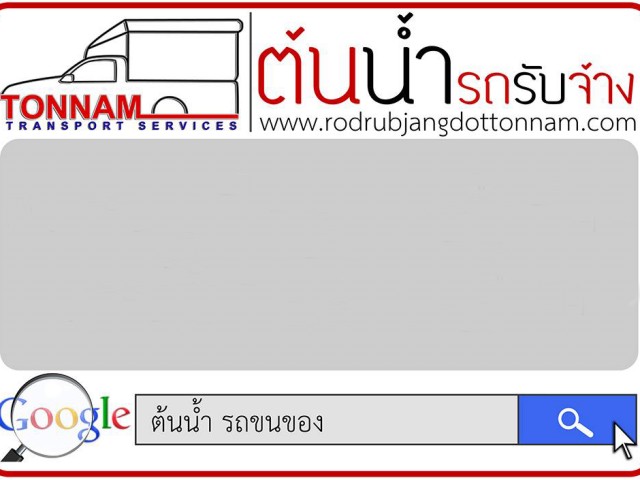 TONNAM
TRANSPORT SERVICES
ต้นน้ำ รถรับจ้าง
www.rodrubjangdottonnam.com
Google
ต้นน้ำ รถขนของ